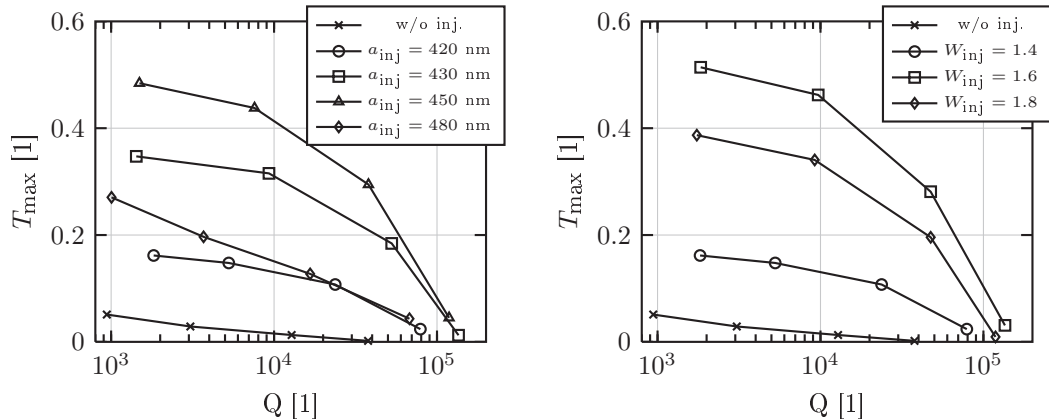 0.6
0.4
0.2
0
T_max [1]
10^3
10^4
10^5
Q [1]
w/o inj.
a_inj = 420 nm
a_inj = 430 nm
a_inj = 450 nm
a_inj = 480 nm
0.6
0.4
0.2
0
T_max [1]
10^3
10^4
10^5
Q [1]
w/o inj.
W_inj = 1.4
W_inj = 1.6
W_inj = 1.8